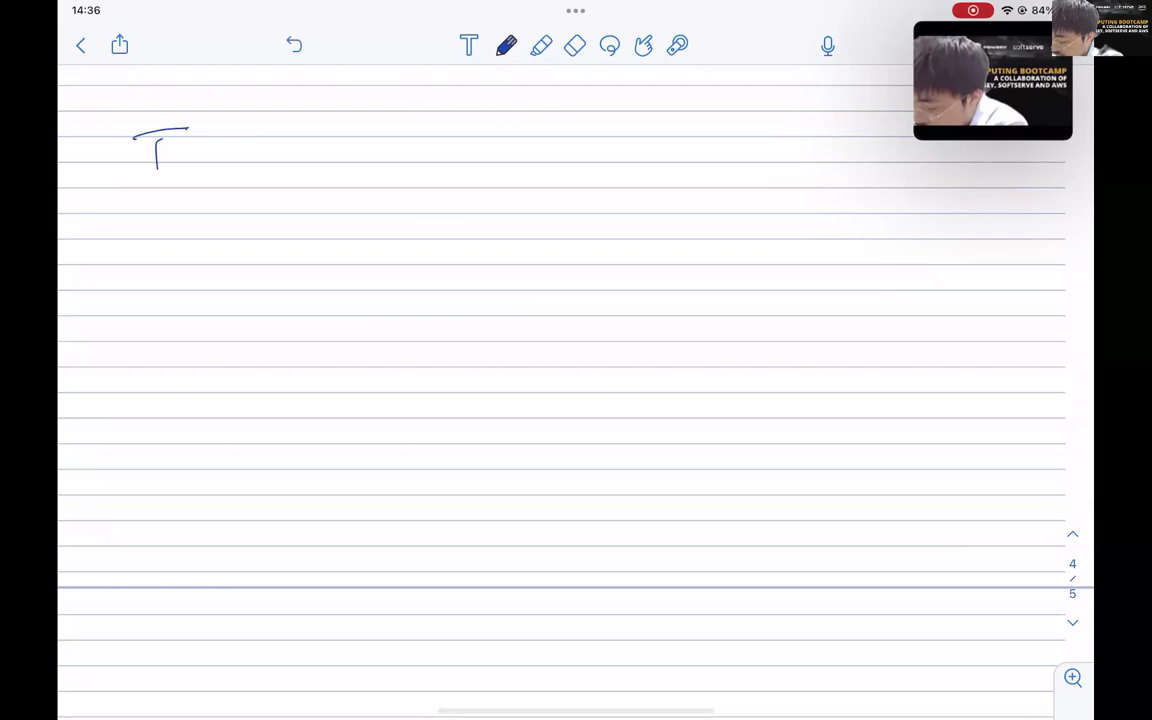 14:36
84%
T
PUTING BOOTCAMP
A COLLABORATION OF
SEY, SOFTSERVE AND AWS
softserve
4
/
5